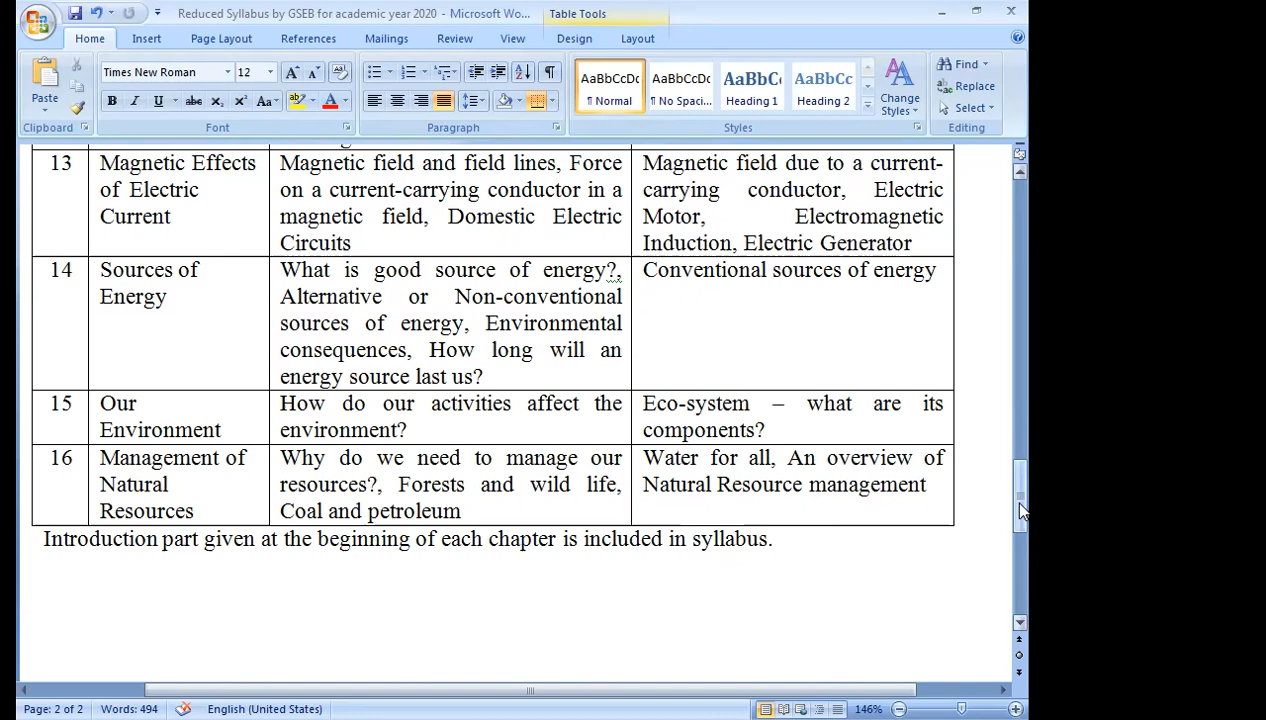 Reduced Syllabus by GSEB for academic year 2020 - Microsoft Wo...
Table Tools
Home
Insert
Page Layout
References
Mailings
Review
View
Design
Layout
Paste
Times New Roman
12
AaBbCcDc
¶ Normal
AaBbCcDc
¶ No Spaci...
AaBbC
Heading 1
AaBbCc
Heading 2
Change
Styles
Find
Replace
Select
Clipboard
Font
Paragraph
Styles
Editing
13
Magnetic Effects
of Electric
Current
Magnetic field and field lines, Force
on a current-carrying conductor in a
magnetic field, Domestic Electric
Circuits
Magnetic field due to a current-
carrying conductor, Electric
Motor, Electromagnetic
Induction, Electric Generator
14
Sources of
Energy
What is good source of energy?,
Alternative or Non-conventional
sources of energy, Environmental
consequences, How long will an
energy source last us?
Conventional sources of energy
15
Our
Environment
How do our activities affect the
environment?
Eco-system – what are its
components?
16
Management of
Natural
Resources
Why do we need to manage our
resources?, Forests and wild life,
Coal and petroleum
Water for all, An overview of
Natural Resource management
Introduction part given at the beginning of each chapter is included in syllabus.
Page: 2 of 2
Words: 494
English (United States)
146%